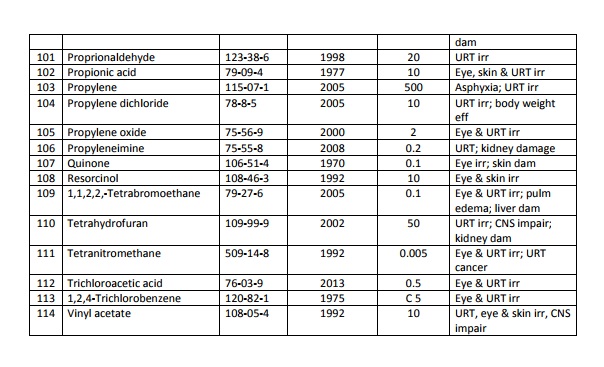 dam
101 Proprionaldehyde 123-38-6 1998 20 URT irr
102 Propionic acid 79-09-4 1977 10 Eye, skin & URT irr
103 Propylene 115-07-1 2005 500 Asphyxia; URT irr
104 Propylene dichloride 78-8-5 2005 10 URT irr; body weight
eff
105 Propylene oxide 75-56-9 2000 2 Eye & URT irr
106 Propyleneimine 75-55-8 2008 0.2 URT; kidney damage
107 Quinone 106-51-4 1970 0.1 Eye irr; skin dam
108 Resorcinol 108-46-3 1992 10 Eye & skin irr
109 1,1,2,2,-Tetrabromoethane 79-27-6 2005 0.1 Eye & URT irr; pulm
edema; liver dam
110 Tetrahydrofuran 109-99-9 2002 50 URT irr; CNS impair;
kidney dam
111 Tetranitromethane 509-14-8 1992 0.005 Eye & URT irr; URT
cancer
112 Trichloroacetic acid 76-03-9 2013 0.5 Eye & URT irr
113 1,2,4-Trichlorobenzene 120-82-1 1975 C 5 Eye & URT irr
114 Vinyl acetate 108-05-4 1992 10 URT, eye & skin irr, CNS
impair